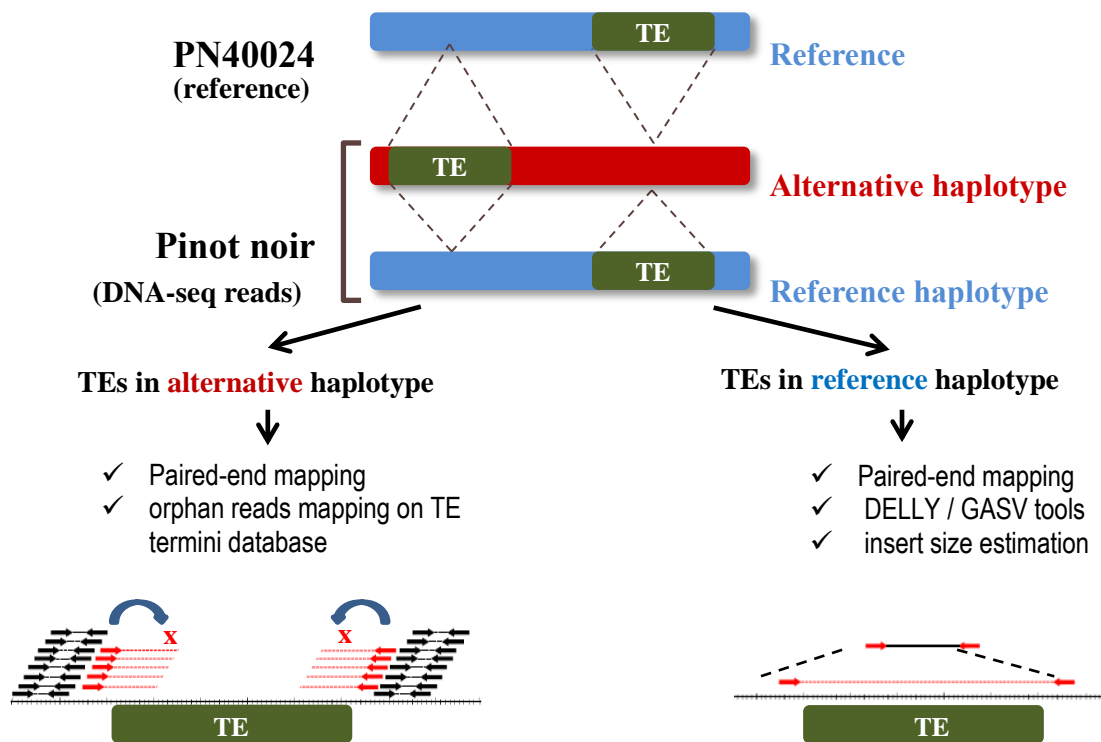 TE
PN40024
(reference)
Reference
TE
Alternative haplotype
Pinot noir
(DNA-seq reads)
TE
Reference haplotype
TEs in alternative haplotype
✓ Paired-end mapping
✓ orphan reads mapping on TE
termini database
TEs in reference haplotype
✓ Paired-end mapping
✓ DELLY / GASV tools
✓ insert size estimation
x
x
TE
TE